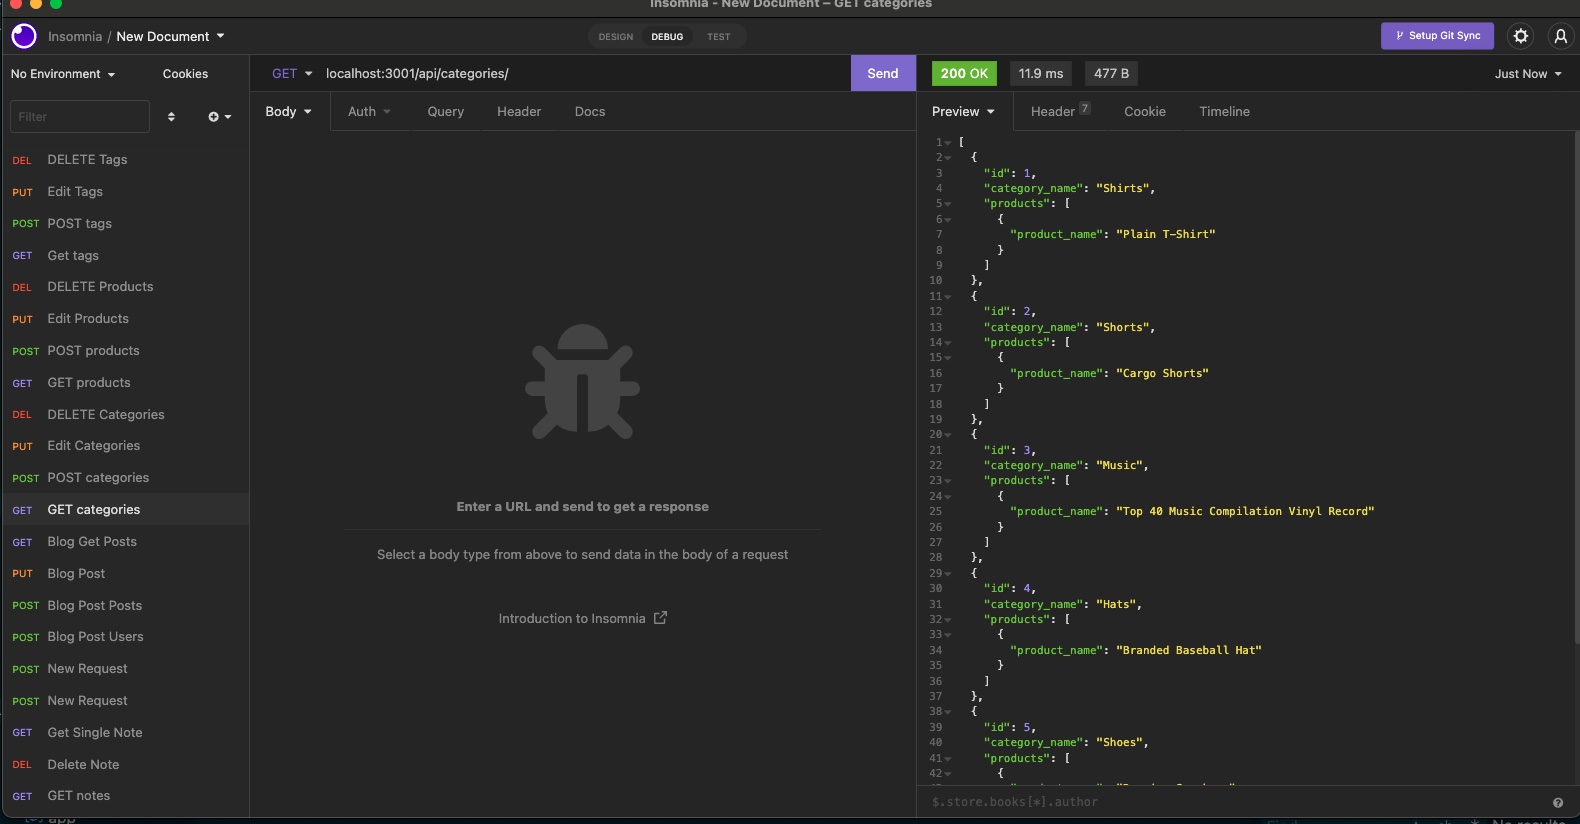 Insomnia - New Document – GET categories
Insomnia / New Document
DESIGN DEBUG TEST
Setup Git Sync
No Environment
Cookies
GET localhost:3001/api/categories/
Send
200 OK 11.9 ms 477 B
Just Now
Filter
Body Auth Query Header Docs
Preview Header 7 Cookie Timeline
DEL DELETE Tags
PUT Edit Tags
POST POST tags
GET Get tags
DEL DELETE Products
PUT Edit Products
POST POST products
GET GET products
DEL DELETE Categories
PUT Edit Categories
POST POST categories
GET GET categories
GET Blog Get Posts
PUT Blog Post
POST Blog Post Posts
POST Blog Post Users
POST New Request
POST New Request
GET Get Single Note
DEL Delete Note
GET GET notes
Enter a URL and send to get a response
Select a body type from above to send data in the body of a request
Introduction to Insomnia
1 [
2 {
3 "id": 1,
4 "category_name": "Shirts",
5 "products": [
6 {
7 "product_name": "Plain T-Shirt"
8 }
9 ]
10 },
11 {
12 "id": 2,
13 "category_name": "Shorts",
14 "products": [
15 {
16 "product_name": "Cargo Shorts"
17 }
18 ]
19 },
20 {
21 "id": 3,
22 "category_name": "Music",
23 "products": [
24 {
25 "product_name": "Top 40 Music Compilation Vinyl Record"
26 }
27 ]
28 },
29 {
30 "id": 4,
31 "category_name": "Hats",
32 "products": [
33 {
34 "product_name": "Branded Baseball Hat"
35 }
36 ]
37 },
38 {
39 "id": 5,
40 "category_name": "Shoes",
41 "products": [
42 {
$.store.books[*].author
app
No results